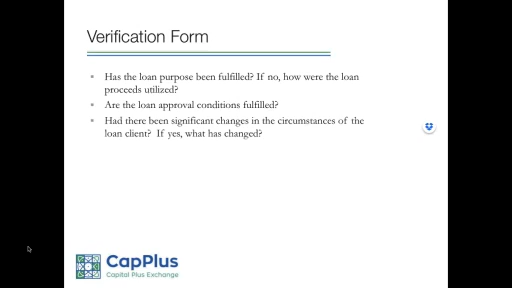 Verification Form
Has the loan purpose been fulfilled? If no, how were the loan
proceeds utilized?
Are the loan approval conditions fulfilled?
Had there been significant changes in the circumstances of the
loan client? If yes, what has changed?
CapPlus
Capital Plus Exchange